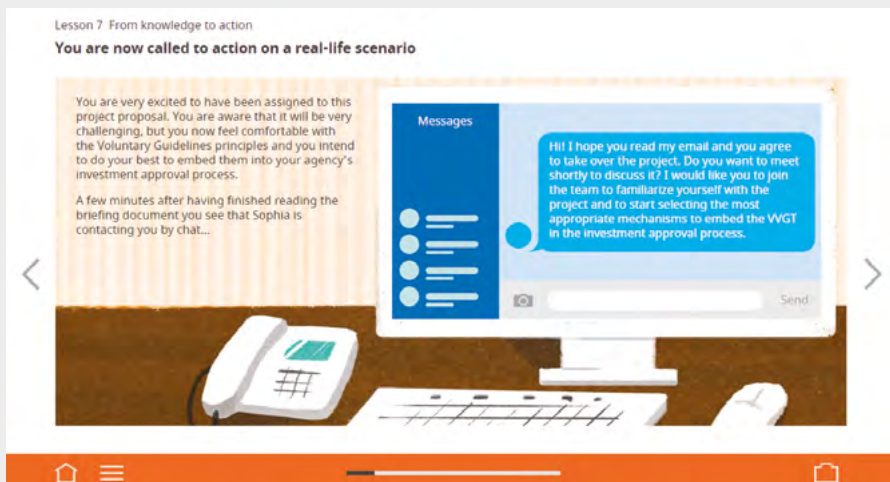 Lesson 7 From knowledge to action
You are now called to action on a real-life scenario
You are very excited to have been assigned to this
project proposal. You are aware that it will be very
challenging, but you now feel comfortable with
the Voluntary Guidelines principles and you intend
to do your best to embed them into your agency's
investment approval process.
A few minutes after having finished reading the
briefing document you see that Sophia is
contacting you by chat...
Messages
Hi! I hope you read my email and you agree
to take over the project. Do you want to meet
shortly to discuss it? I would like you to join
the team to familiarize yourself with the
project and to start selecting the most
appropriate mechanisms to embed the VVGT
in the investment approval process.
Send